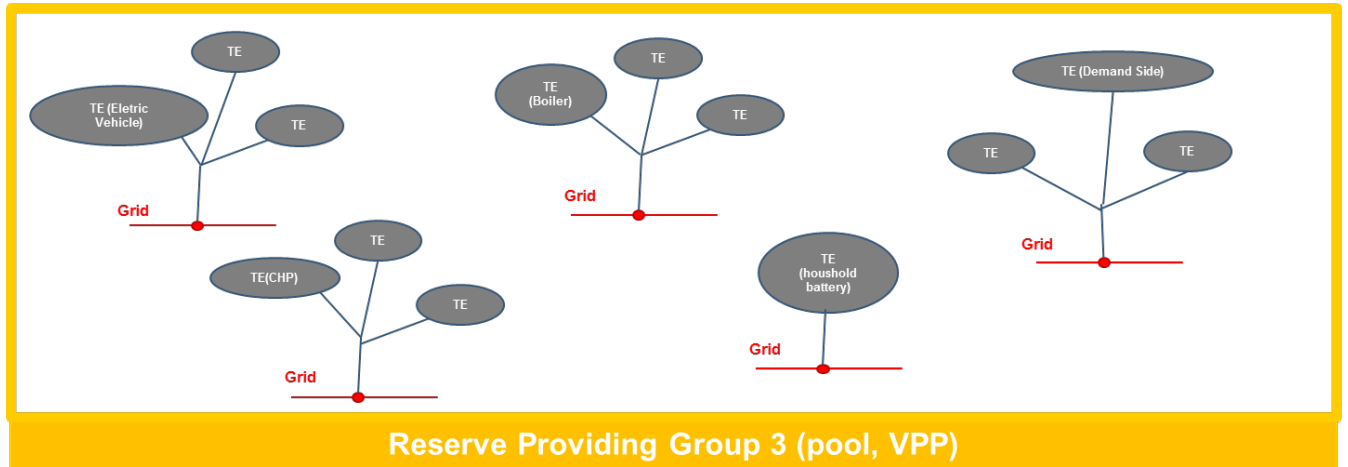 TE
TE (Eletric
Vehicle)
TE
Grid
TE
TE
(Boiler)
TE
Grid
TE (Demand Side)
TE
TE
Grid
TE
TE(CHP)
TE
Grid
TE
(houshold
battery)
Grid
Reserve Providing Group 3 (pool, VPP)